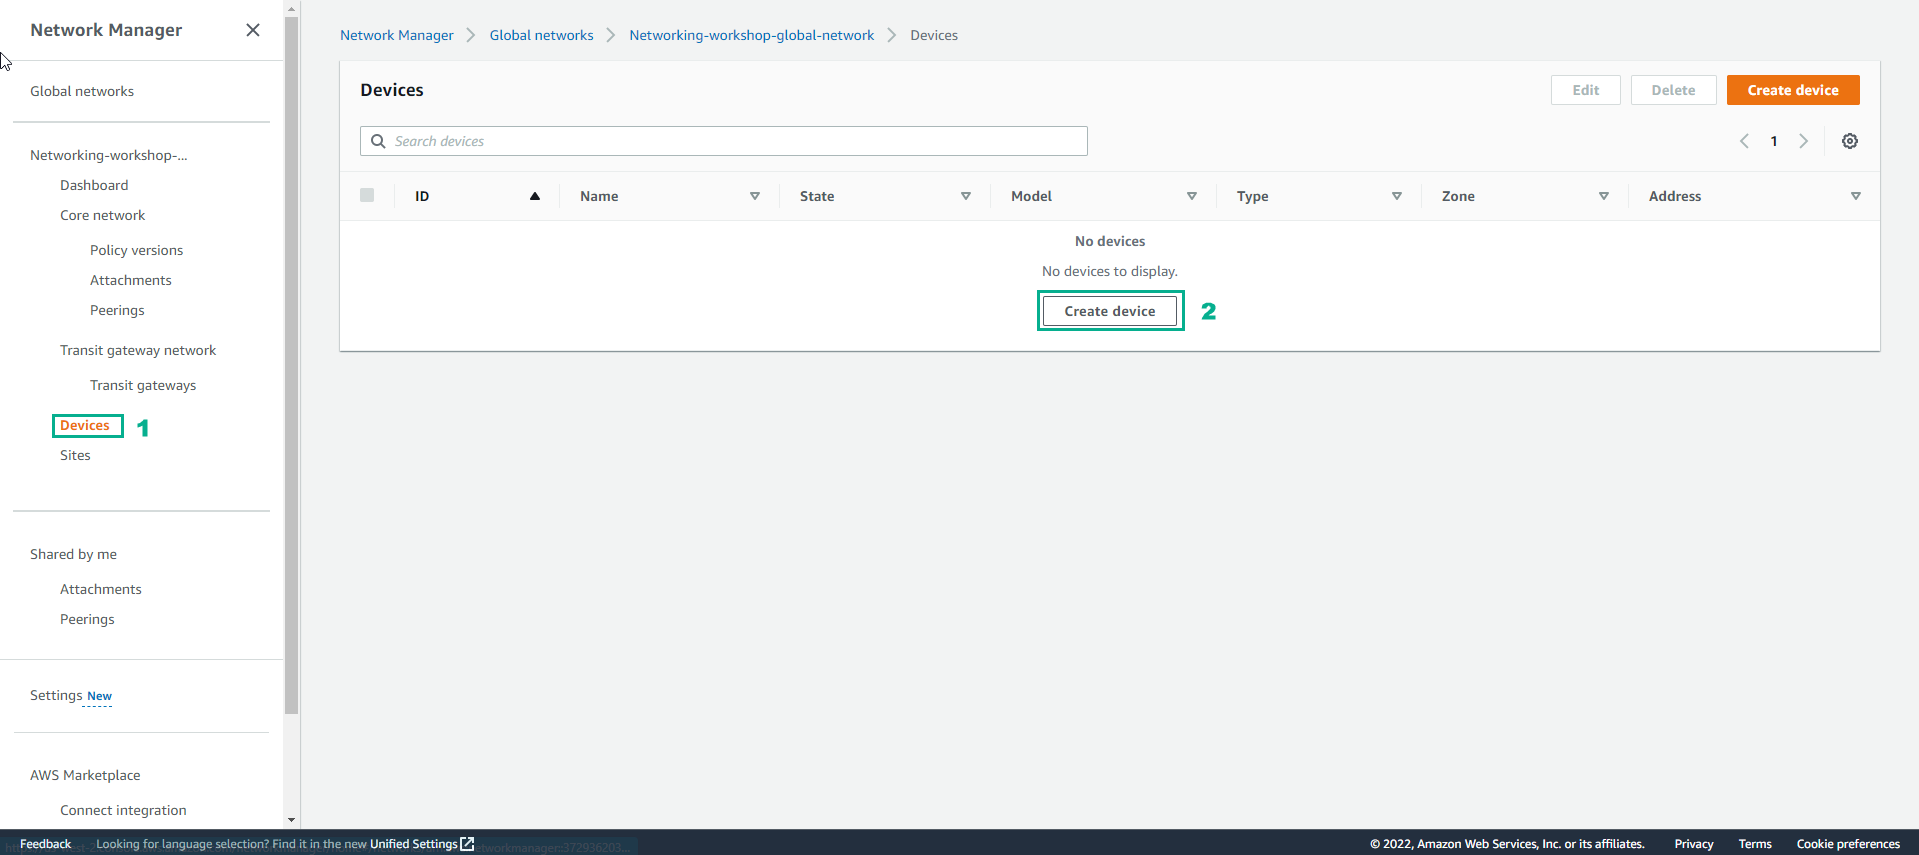 Network Manager
Global networks
Networking-workshop-...
Dashboard
Core network
Policy versions
Attachments
Peerings
Transit gateway network
Transit gateways
Devices 1
Sites
Shared by me
Attachments
Peerings
Settings New
AWS Marketplace
Connect integration
Network Manager Global networks Networking-workshop-global-network Devices
Devices Edit Delete Create device
Search devices 1
ID Name State Model Type Zone Address
No devices
No devices to display.
Create device 2
Feedback Looking for language selection? Find it in the new Unified Settings © 2022, Amazon Web Services, Inc. or its affiliates. Privacy Terms Cookie preferences